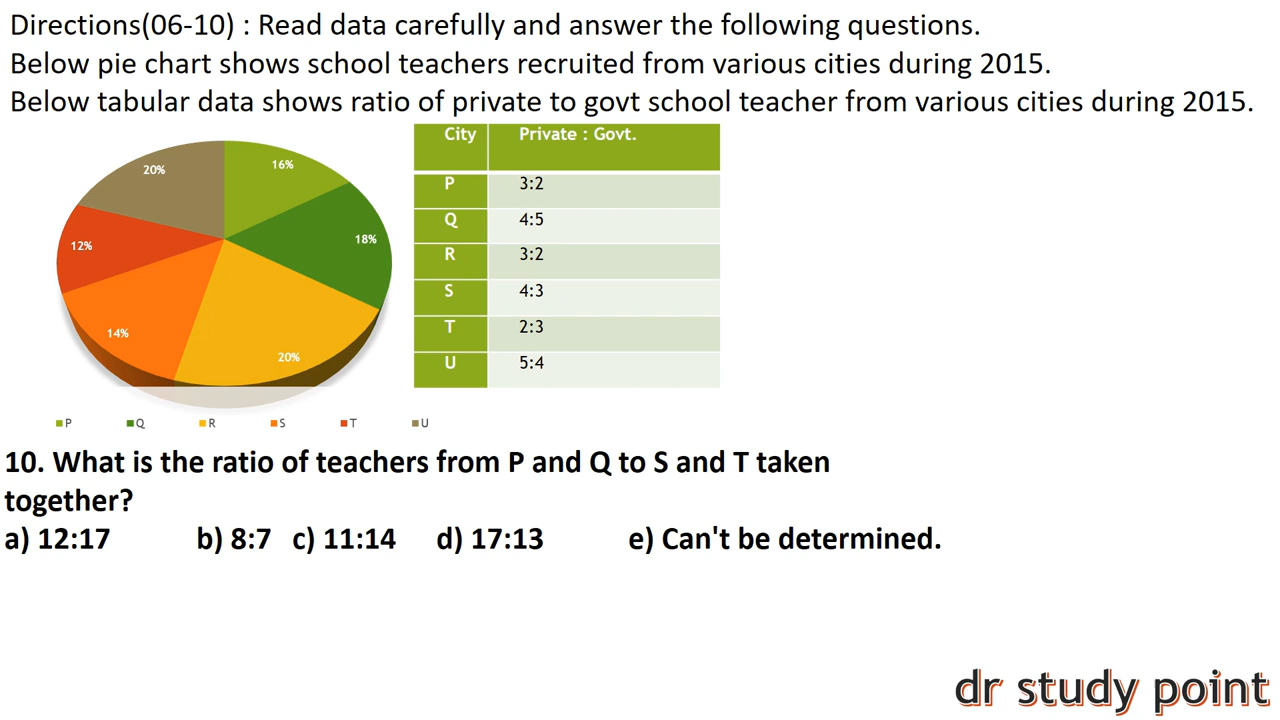 Directions(06-10) : Read data carefully and answer the following questions.
Below pie chart shows school teachers recruited from various cities during 2015.
Below tabular data shows ratio of private to govt school teacher from various cities during 2015.
20%
16%
18%
12%
14%
20%
P Q R S T U
City Private : Govt.
P 3:2
Q 4:5
R 3:2
S 4:3
T 2:3
U 5:4
10. What is the ratio of teachers from P and Q to S and T taken
together?
a) 12:17 b) 8:7 c) 11:14 d) 17:13 e) Can't be determined.
dr study point